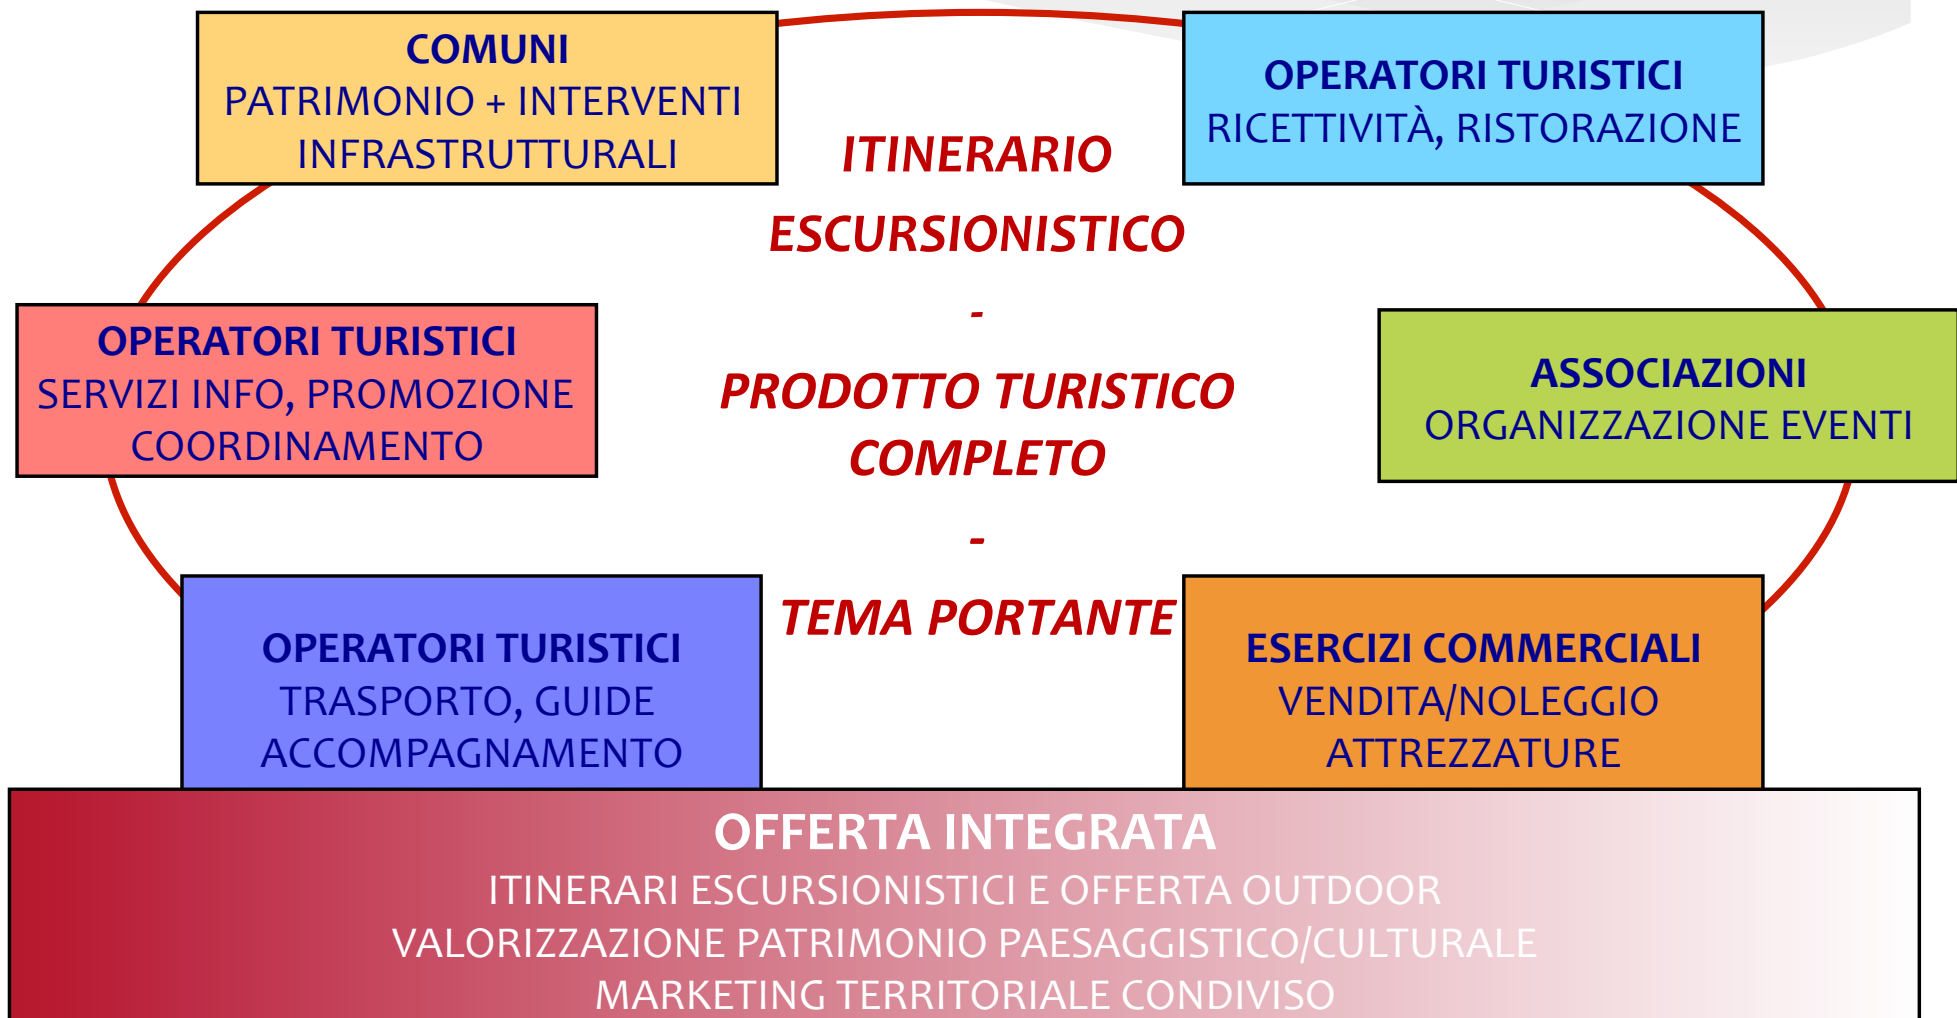 COMUNI
PATRIMONIO + INTERVENTI
INFRASTRUTTURALI
OPERATORI TURISTICI
RICETTIVITÀ, RISTORAZIONE
ITINERARIO
ESCURSIONISTICO
-
PRODOTTO TURISTICO
COMPLETO
-
TEMA PORTANTE
OPERATORI TURISTICI
SERVIZI INFO, PROMOZIONE
COORDINAMENTO
ASSOCIAZIONI
ORGANIZZAZIONE EVENTI
OPERATORI TURISTICI
TRASPORTO, GUIDE
ACCOMPAGNAMENTO
ESERCIZI COMMERCIALI
VENDITA/NOLEGGIO
ATTREZZATURE
OFFERTA INTEGRATA
ITINERARI ESCURSIONISTICI E OFFERTA OUTDOOR
VALORIZZAZIONE PATRIMONIO PAESAGGISTICO/CULTURALE
MARKETING TERRITORIALE CONDIVISO